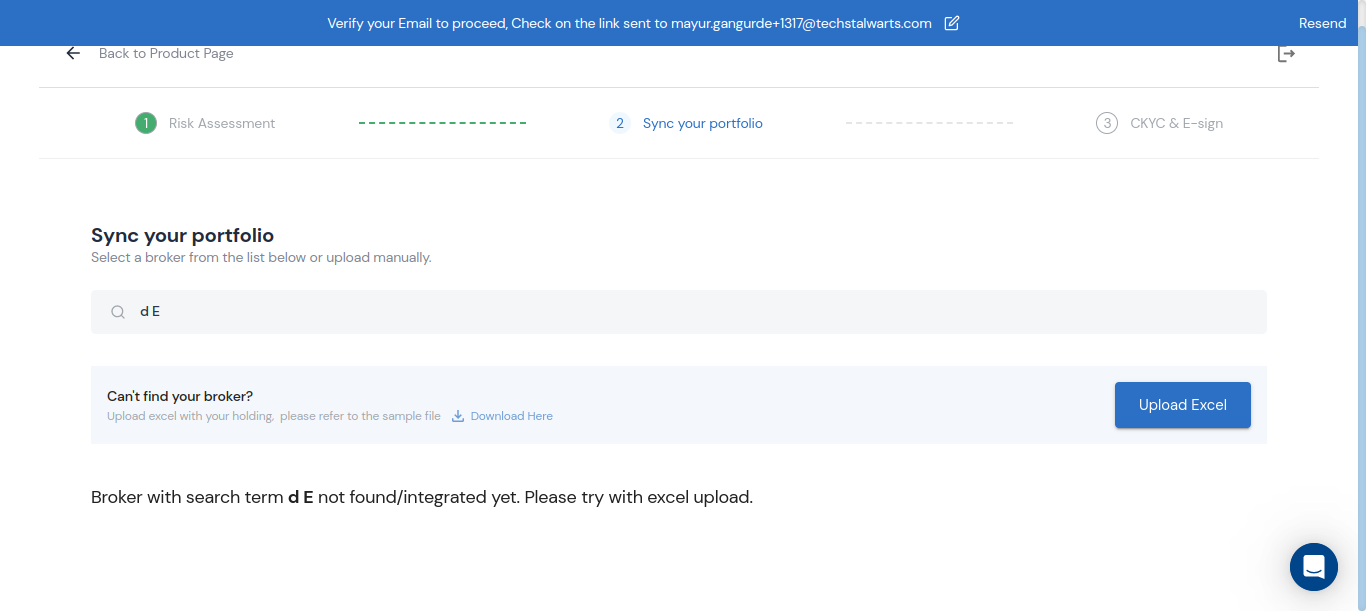 Verify your Email to proceed, Check on the link sent to mayur.gangurde+1317@techstalwarts.com
Resend
Back to Product Page
1 Risk Assessment
2 Sync your portfolio
3 CKYC & E-sign
Sync your portfolio
Select a broker from the list below or upload manually.
d E
Can't find your broker?
Upload excel with your holding, please refer to the sample file Download Here
Upload Excel
Broker with search term d E not found/integrated yet. Please try with excel upload.